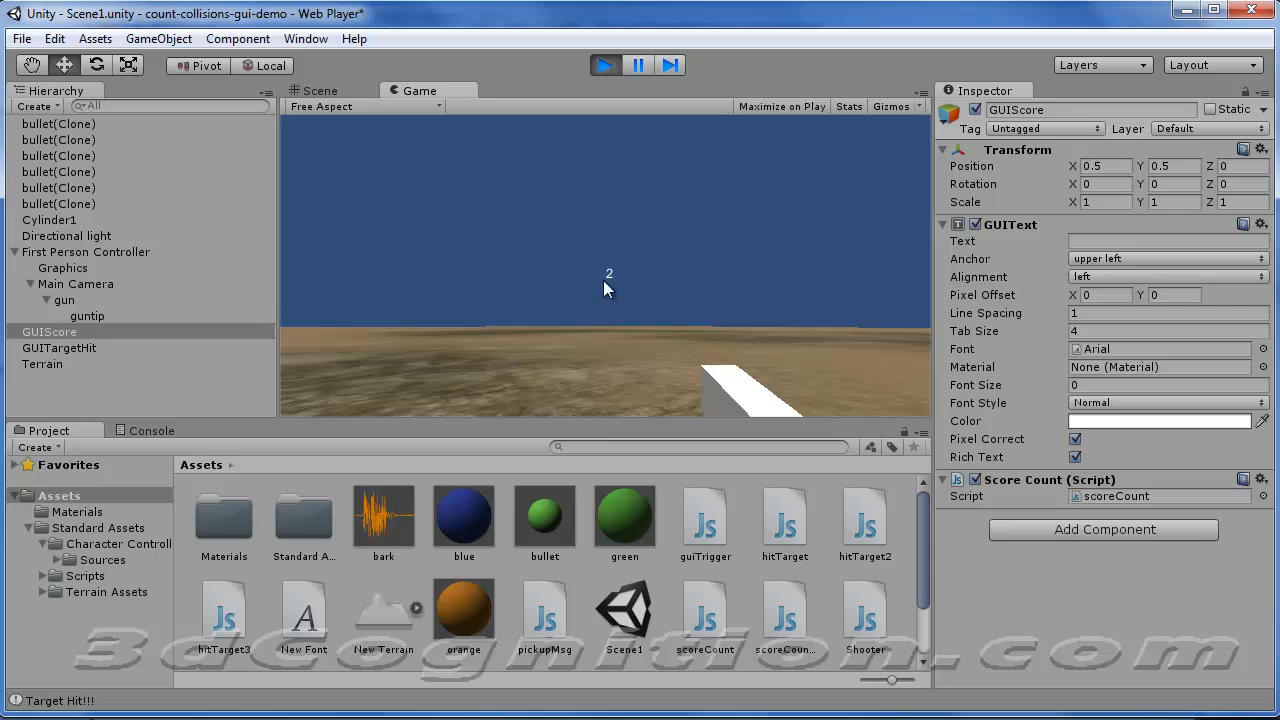 Unity - Scene1.unity - count-collisions-gui-demo - Web Player*
File Edit Assets GameObject Component Window Help
Pivot Local Layers Layout
Hierarchy
Create All
bullet(Clone)
bullet(Clone)
bullet(Clone)
bullet(Clone)
bullet(Clone)
bullet(Clone)
Cylinder1
Directional light
First Person Controller
Graphics
Main Camera
gun
guntip
GUIScore
GUITargetHit
Terrain
Scene Game
Free Aspect Maximize on Play Stats Gizmos
2
Inspector
GUIScore Static
Tag Untagged Layer Default
Transform
Position X 0.5 Y 0.5 Z 0
Rotation X 0 Y 0 Z 0
Scale X 1 Y 1 Z 1
GUIText
Text
Anchor upper left
Alignment left
Pixel Offset X 0 Y 0
Line Spacing 1
Tab Size 4
Font Arial
Material None (Material)
Font Size 0
Font Style Normal
Color
Pixel Correct
Rich Text
Score Count (Script)
Script scoreCount
Add Component
Project Console
Create
Favorites
Assets
Materials
Standard Assets
Character Controll
Sources
Scripts
Terrain Assets
Assets
Materials Standard A... bark blue bullet green guiTrigger hitTarget hitTarget2
hitTarget3 New Font New Terrain orange pickupMsg Scene1 scoreCount scoreCoun... Shooter
3dCognition.com
Target Hit!!!